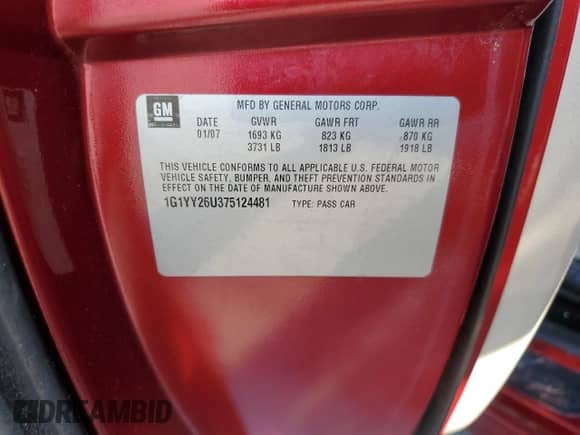 GM
MFD BY GENERAL MOTORS CORP.
DATE GVWR GAWR FRT GAWR RR
01/07 1693 KG 823 KG 870 KG
3731 LB 1813 LB 1918 LB
THIS VEHICLE CONFORMS TO ALL APPLICABLE U.S. FEDERAL MOTOR
VEHICLE SAFETY, BUMPER, AND THEFT PREVENTION STANDARDS IN
EFFECT ON THE DATE OF MANUFACTURE SHOWN ABOVE.
1G1YY26U375124481 TYPE: PASS CAR
DREAMBID